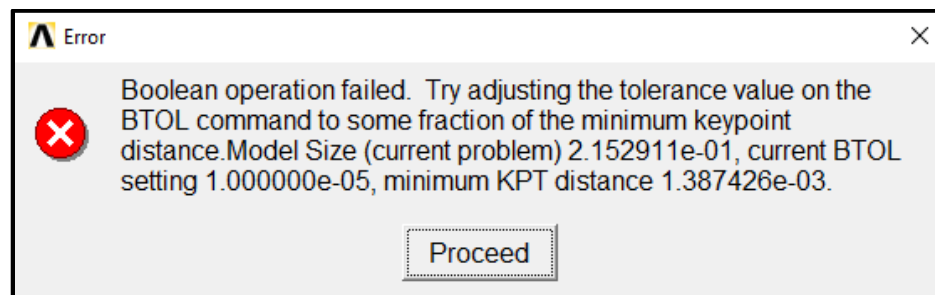 Error
Boolean operation failed.  Try adjusting the tolerance value on the
BTOL command to some fraction of the minimum keypoint
distance.Model Size (current problem) 2.152911e-01, current BTOL
setting 1.000000e-05, minimum KPT distance 1.387426e-03.
Proceed